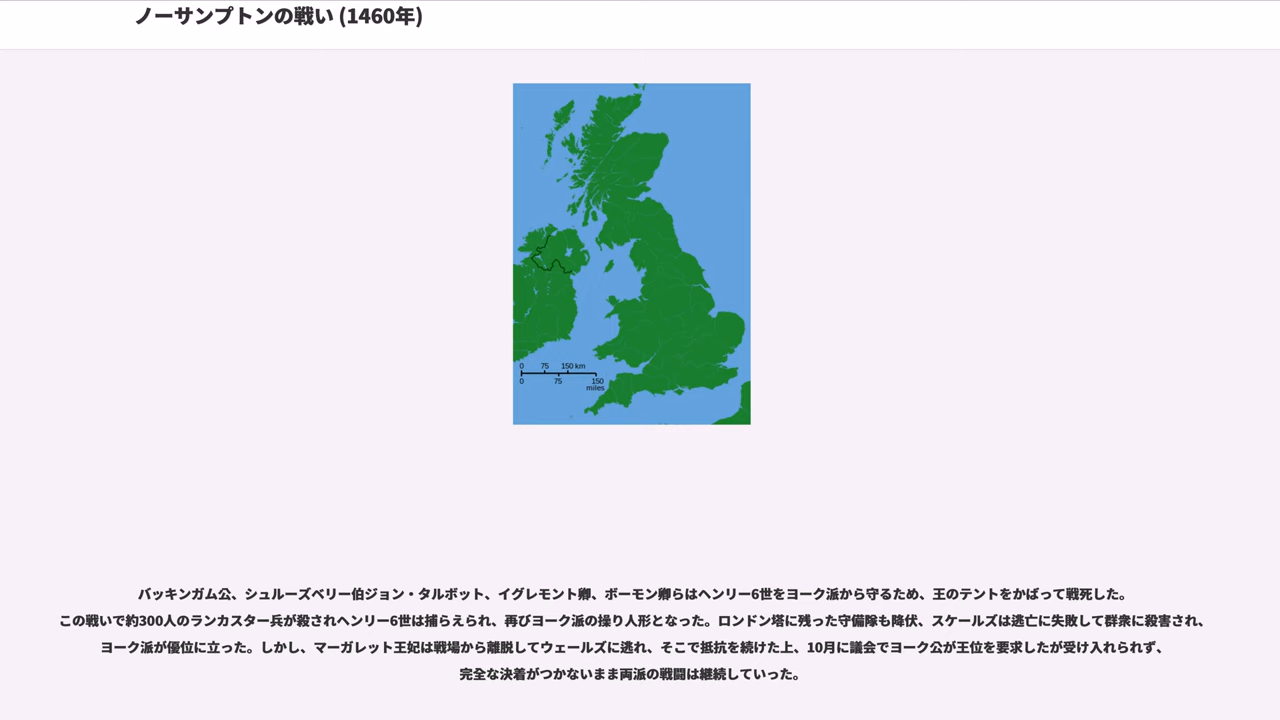 ノーサンプトンの戦い (1460年)
0 75 150 km
0 75 150
miles
バッキンガム公、シュルーズベリー伯ジョン・タルボット、イグレモント卿、ボーモン卿らはヘンリー6世をヨーク派から守るため、王のテントをかばって戦死した。
この戦いで約300人のランカスター兵が殺されヘンリー6世は捕らえられ、再びヨーク派の操り人形となった。ロンドン塔に残った守備隊も降伏、スケールズは逃亡に失敗して群衆に殺害され、
ヨーク派が優位に立った。しかし、マーガレット王妃は戦場から離脱してウェールズに逃れ、そこで抵抗を続けた上、10月に議会でヨーク公が王位を要求したが受け入れられず、
完全な決着がつかないまま両派の戦闘は継続していった。